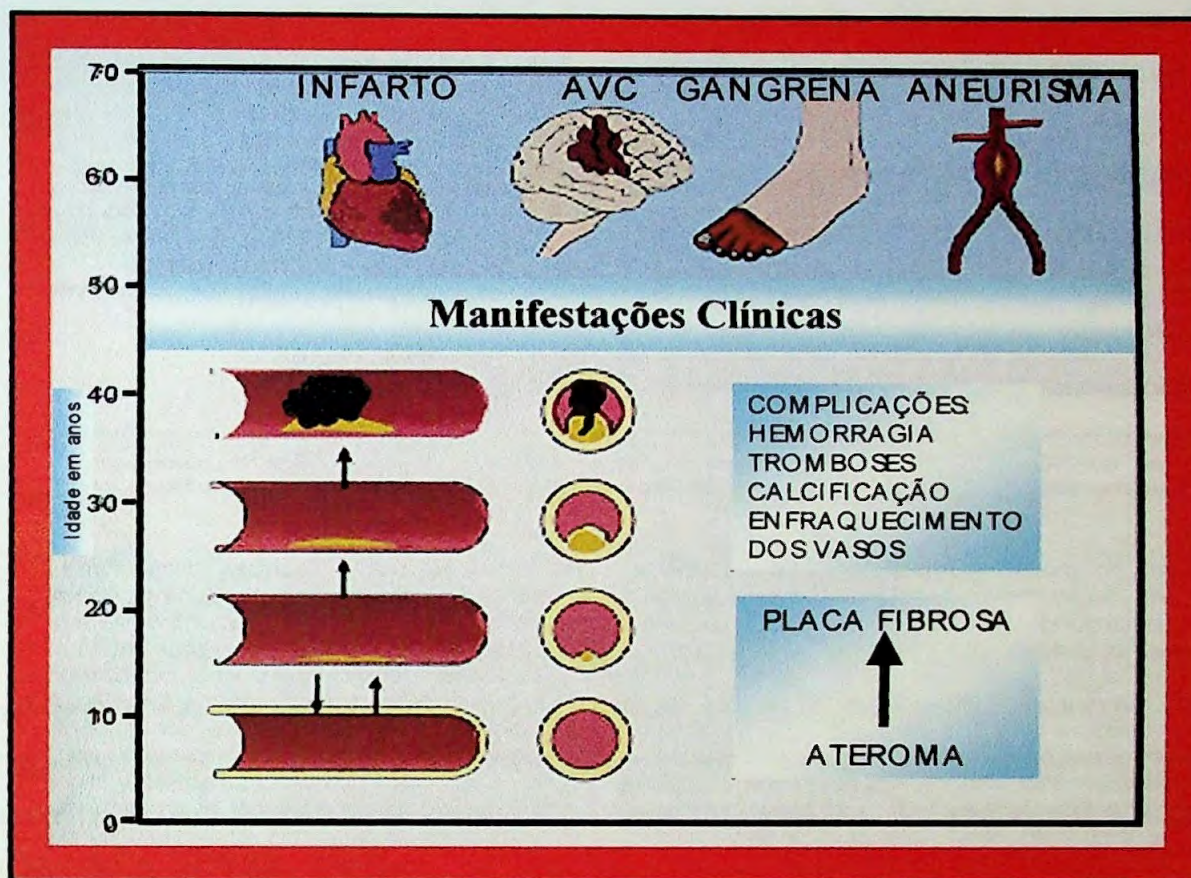 70
60
50
40
30
20
10
0
Idade em anos
INFARTO
AVC
GANGRENA
ANEURISMA
Manifestações Clínicas
COMPLICAÇÕES:
HEMORRAGIA
TROMBOSES
CALCIFICAÇÃO
ENFRAQUECIMENTO
DOS VASOS
PLACA FIBROSA
ATEROMA